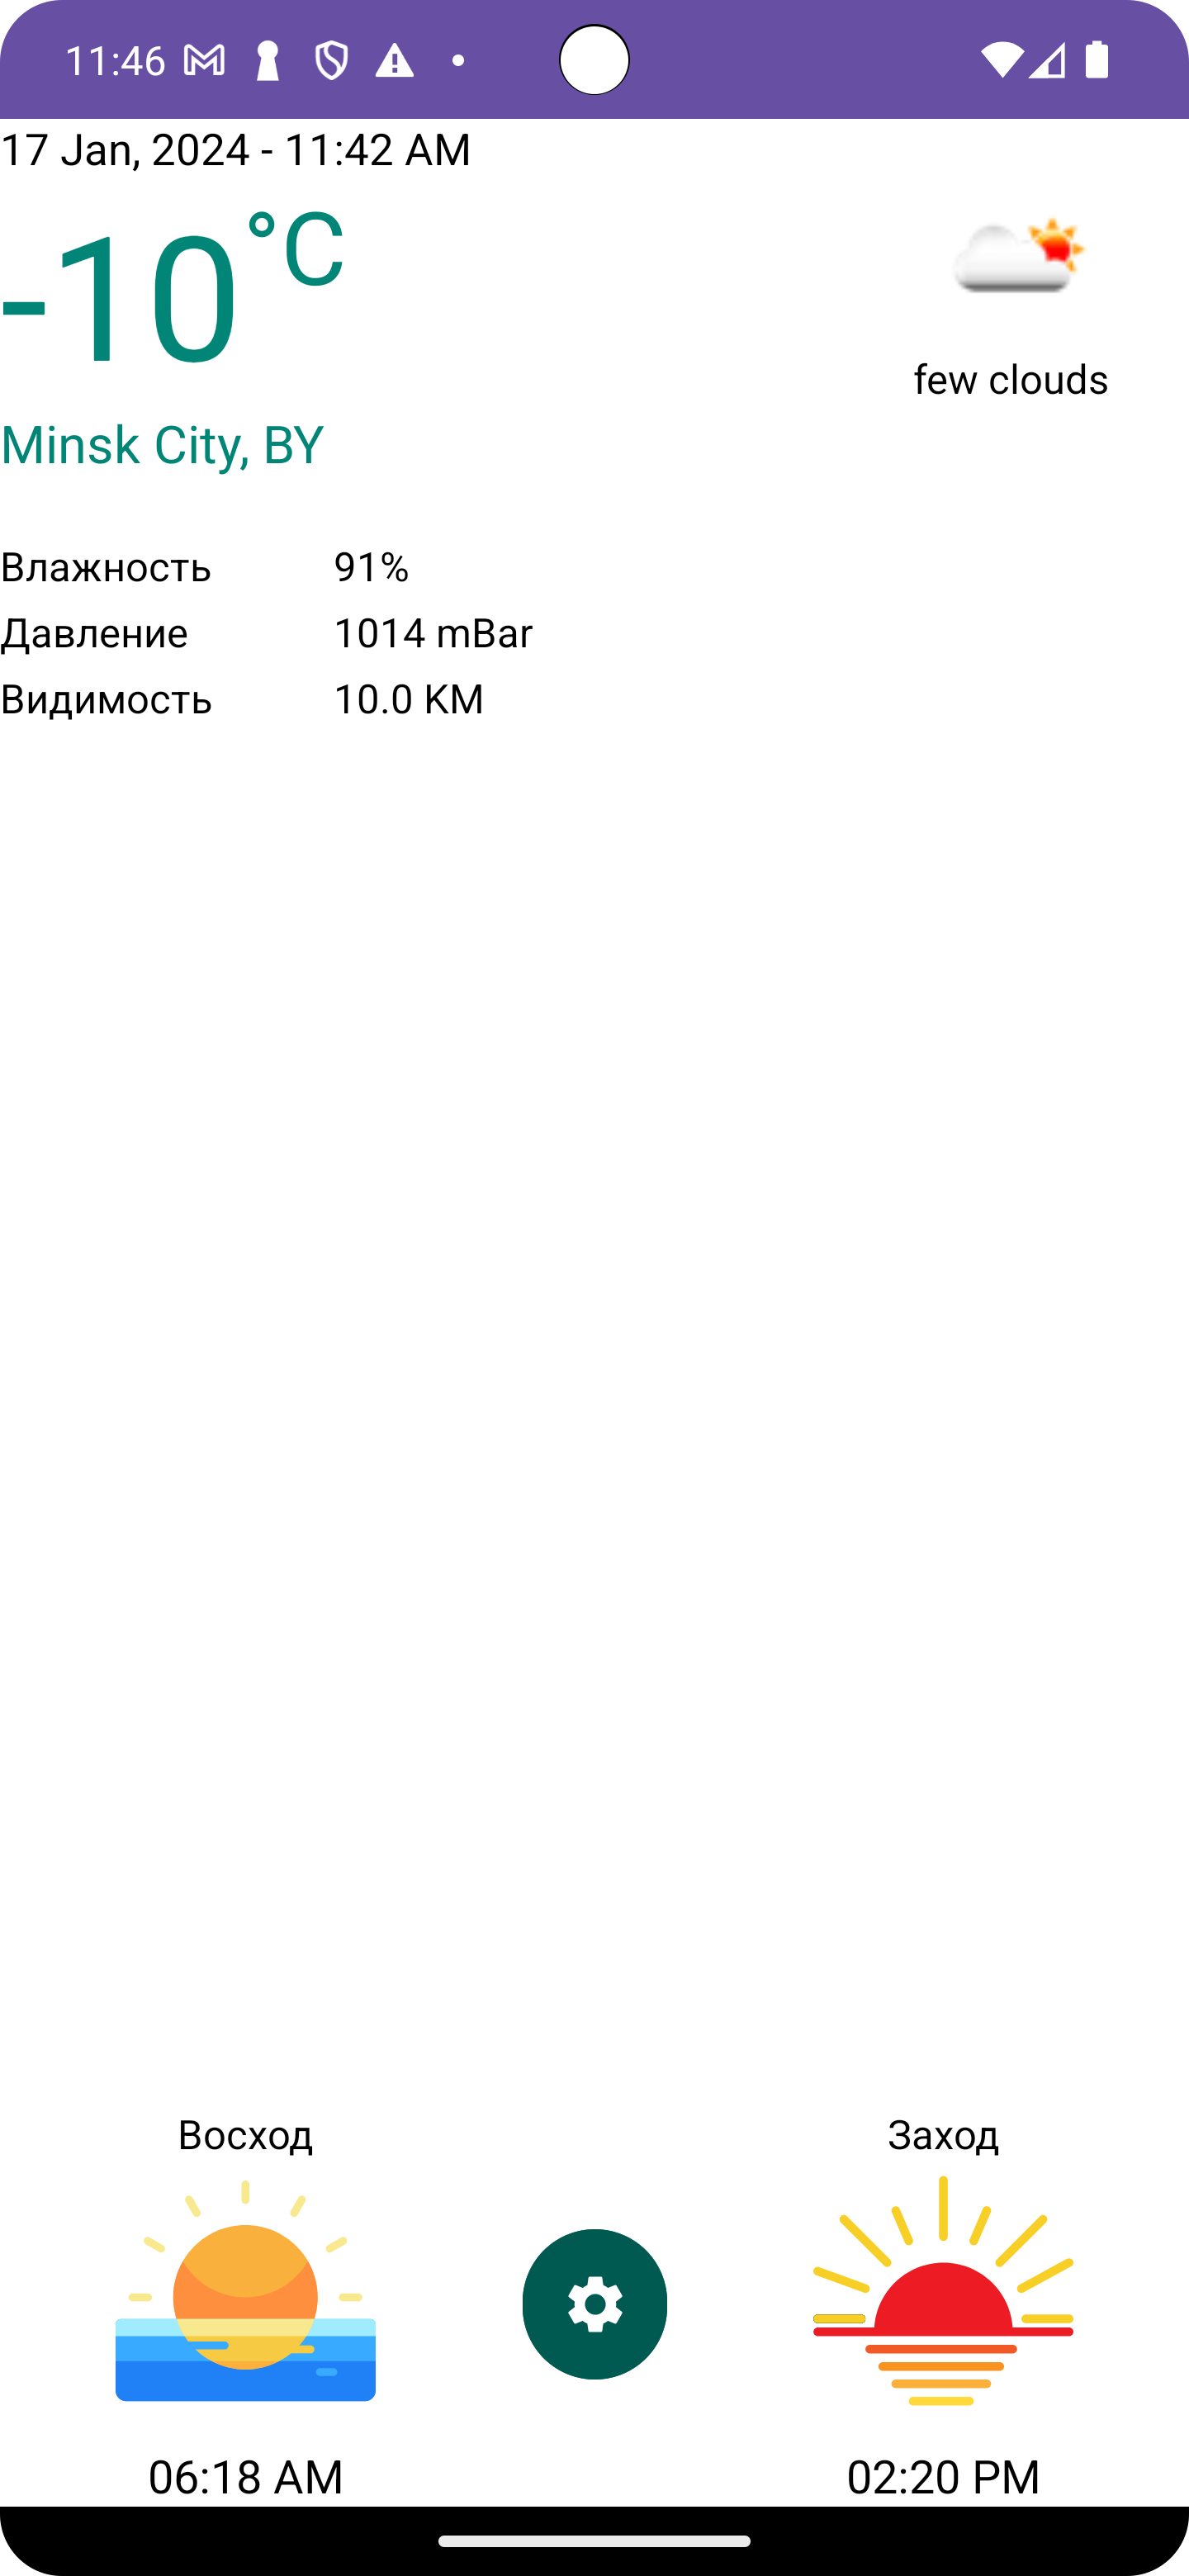 11:46
17 Jan, 2024 - 11:42 AM
-10°C
few clouds
Minsk City, BY
Влажность 91%
Давление 1014 mBar
Видимость 10.0 KM
Восход Заход
06:18 AM 02:20 PM